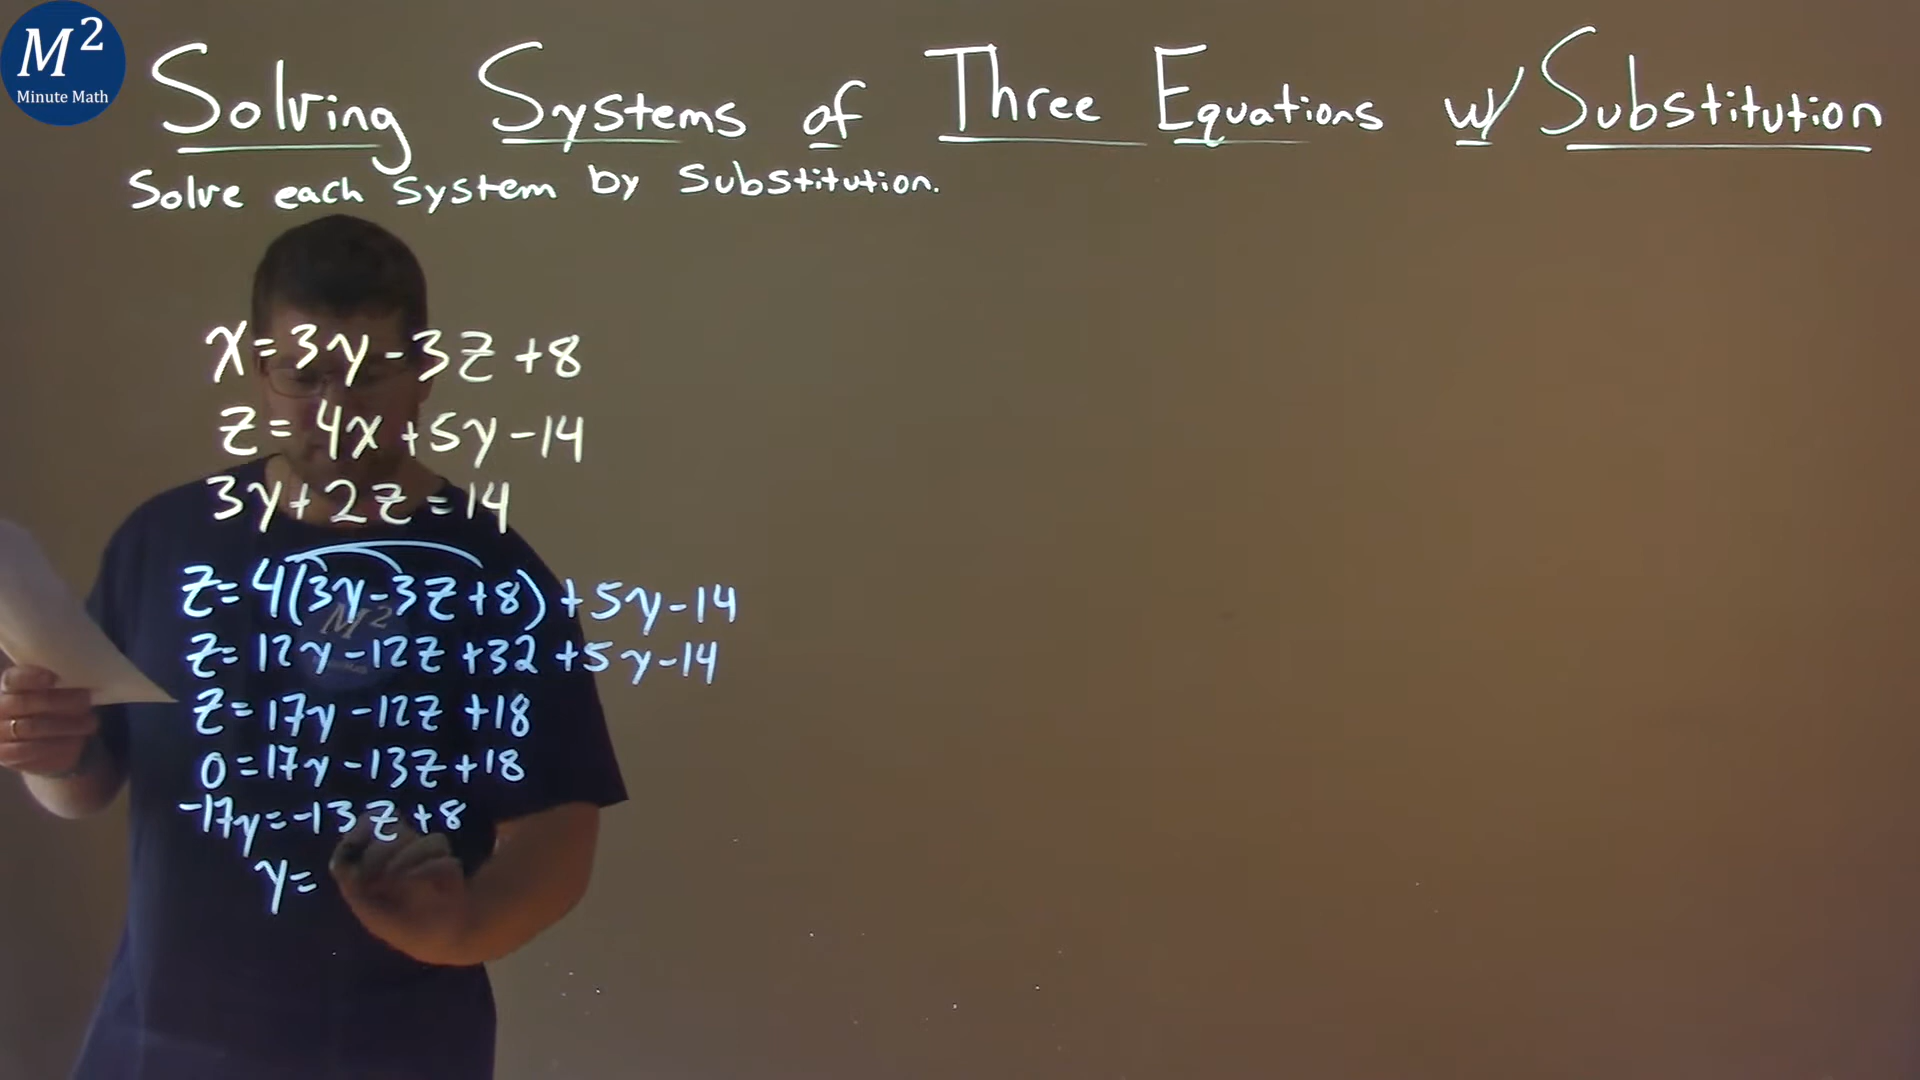 M²
Minute Math
Solving Systems of Three Equations w/ Substitution
Solve each system by substitution.
x=3y-3z+8
z=4x+5y-14
3y+2z=14
z=4(3y-3z+8)+5y-14
z=12y-12z+32+5y-14
z=17y-12z+18
0=17y-13z+18
-17y=-13z+8
y=